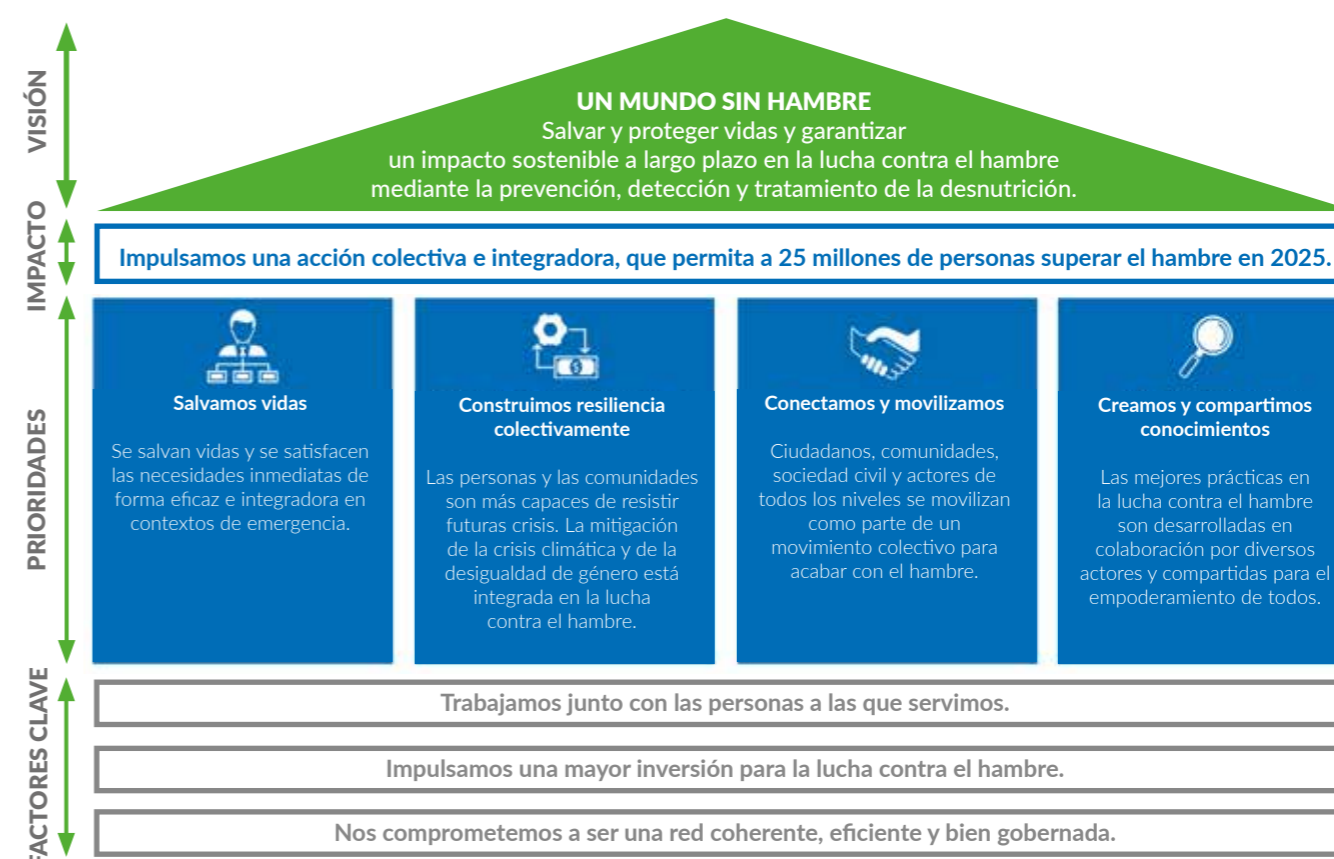 VISIÓN
UN MUNDO SIN HAMBRE
Salvar y proteger vidas y garantizar
un impacto sostenible a largo plazo en la lucha contra el hambre
mediante la prevención, detección y tratamiento de la desnutrición.
IMPACTO
Impulsamos una acción colectiva e integradora, que permita a 25 millones de personas superar el hambre en 2025.
PRIORIDADES
Salvamos vidas
Se salvan vidas y se satisfacen
las necesidades inmediatas de
forma eficaz e integradora en
contextos de emergencia.
$
Construimos resiliencia
colectivamente
Las personas y las comunidades
son más capaces de resistir
futuras crisis. La mitigación
de la crisis climática y de la
desigualdad de género está
integrada en la lucha
contra el hambre.
Conectamos y movilizamos
Ciudadanos, comunidades,
sociedad civil y actores de
todos los niveles se movilizan
como parte de un
movimiento colectivo para
acabar con el hambre.
Creamos y compartimos
conocimientos
Las mejores prácticas en
la lucha contra el hambre
son desarrolladas en
colaboración por diversos
actores y compartidas para el
empoderamiento de todos.
FACTORES CLAVE
Trabajamos junto con las personas a las que servimos.
Impulsamos una mayor inversión para la lucha contra el hambre.
Nos comprometemos a ser una red coherente, eficiente y bien gobernada.